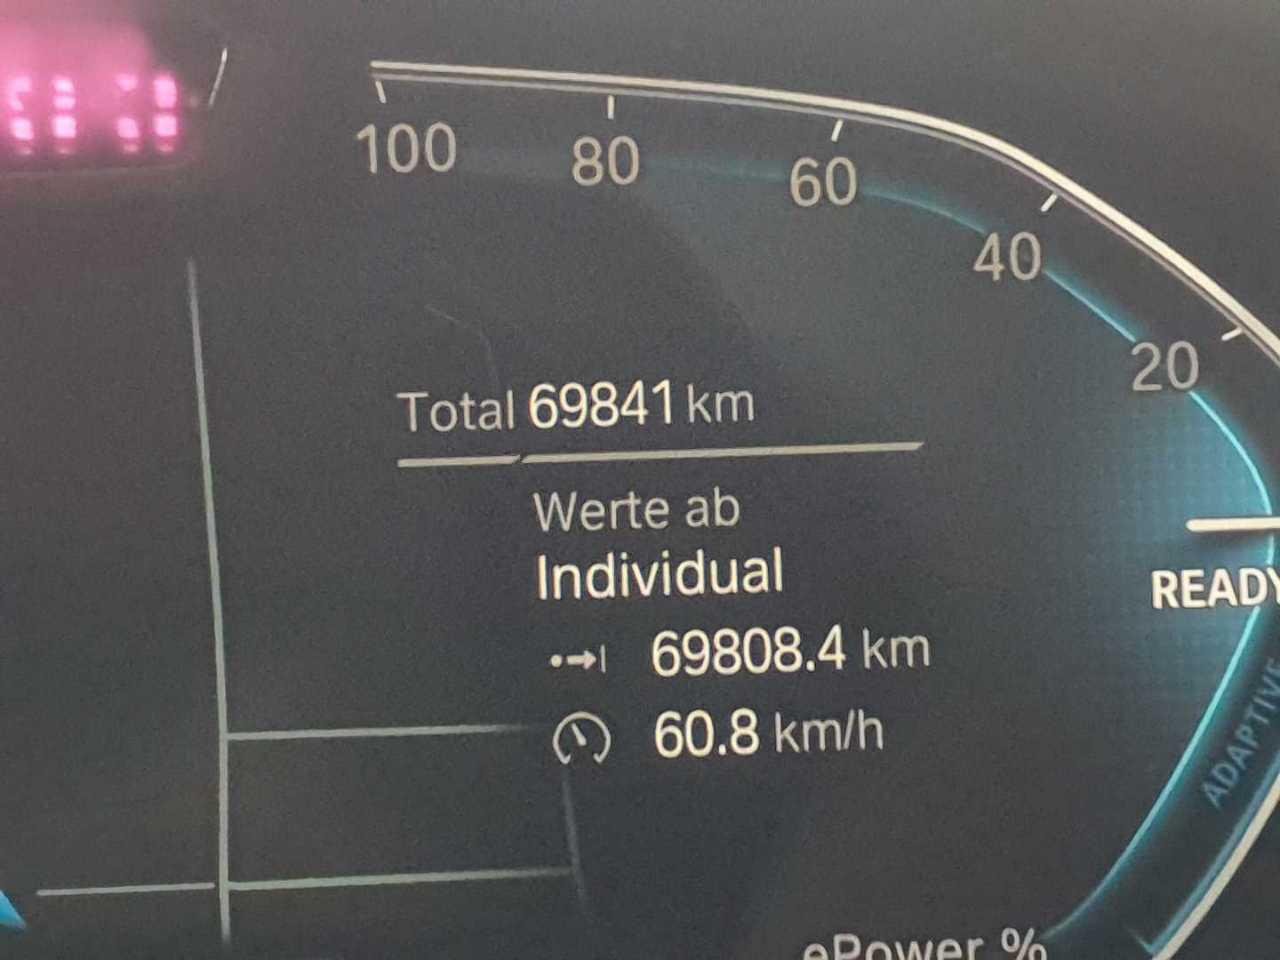 100
80
60
40
20
Total 69841 km
Werte ab
Individual
69808.4 km
60.8 km/h
READY
ADAPTIVE
ePower %